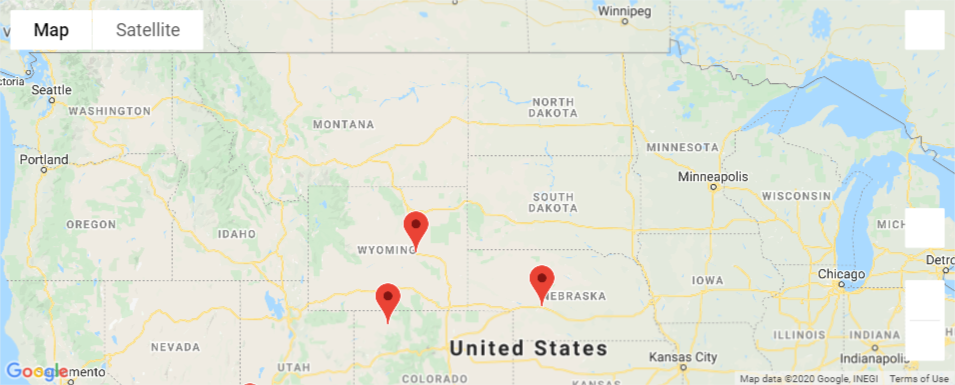 Winnipeg
Map
Satellite
V
ctoria
Seattle
WASHINGTON
NORTH
DAKOTA
MONTANA
MINNESOTA
Portland
Minneapolis
SOUTH
DAKOTA
WISCONSIN
OREGON
MICH
IDAHO
WYOMING
Detro
Chicago
IOWA
NEBRASKA
ILLINOIS
INDIANA
NEVADA
United States
Indianapolis
Kansas City
UTAH
COLORADO
Google
amento
Map data ©2020 Google, INEGI
Terms of Use